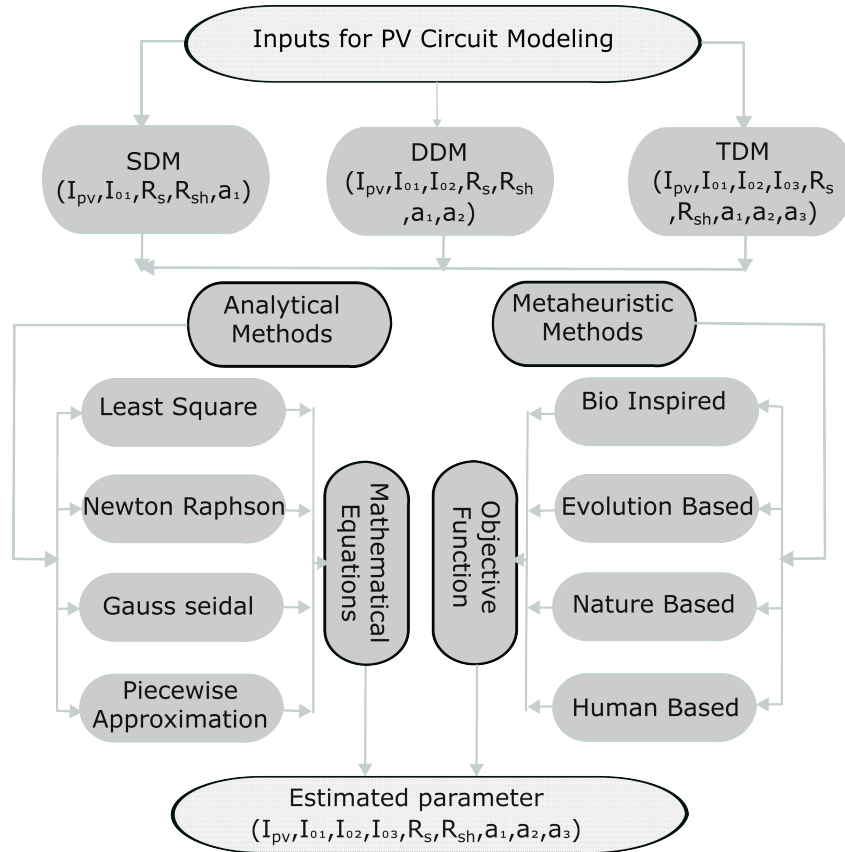 Inputs for PV Circuit Modeling
SDM
(Ipv,I₀₁,Rs,Rsh,a₁)
DDM
(Ipv,I₀₁,I₀₂,Rs,Rsh
,a₁,a₂)
TDM
(Ipv,I₀₁,I₀₂,I₀₃,Rs
,Rsh,a₁,a₂,a₃)
Analytical
Methods
Metaheuristic
Methods
Least Square
Newton Raphson
Gauss seidal
Piecewise
Approximation
Mathematical
Equations
Objective
Function
Bio Inspired
Evolution Based
Nature Based
Human Based
Estimated parameter
(Ipv,I₀₁,I₀₂,I₀₃,Rs,Rsh,a₁,a₂,a₃)